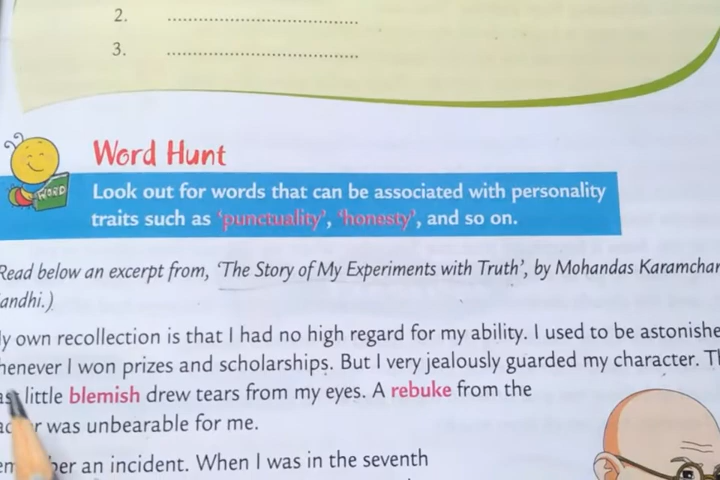 2. ........................................
3. ........................................
Word Hunt
WORD
Look out for words that can be associated with personality
traits such as 'punctuality', 'honesty', and so on.
Read below an excerpt from, 'The Story of My Experiments with Truth', by Mohandas Karamchan
andhi.)
y own recollection is that I had no high regard for my ability. I used to be astonishe
henever I won prizes and scholarships. But I very jealously guarded my character. Th
as little blemish drew tears from my eyes. A rebuke from the
was unbearable for me.
ber an incident. When I was in the seventh